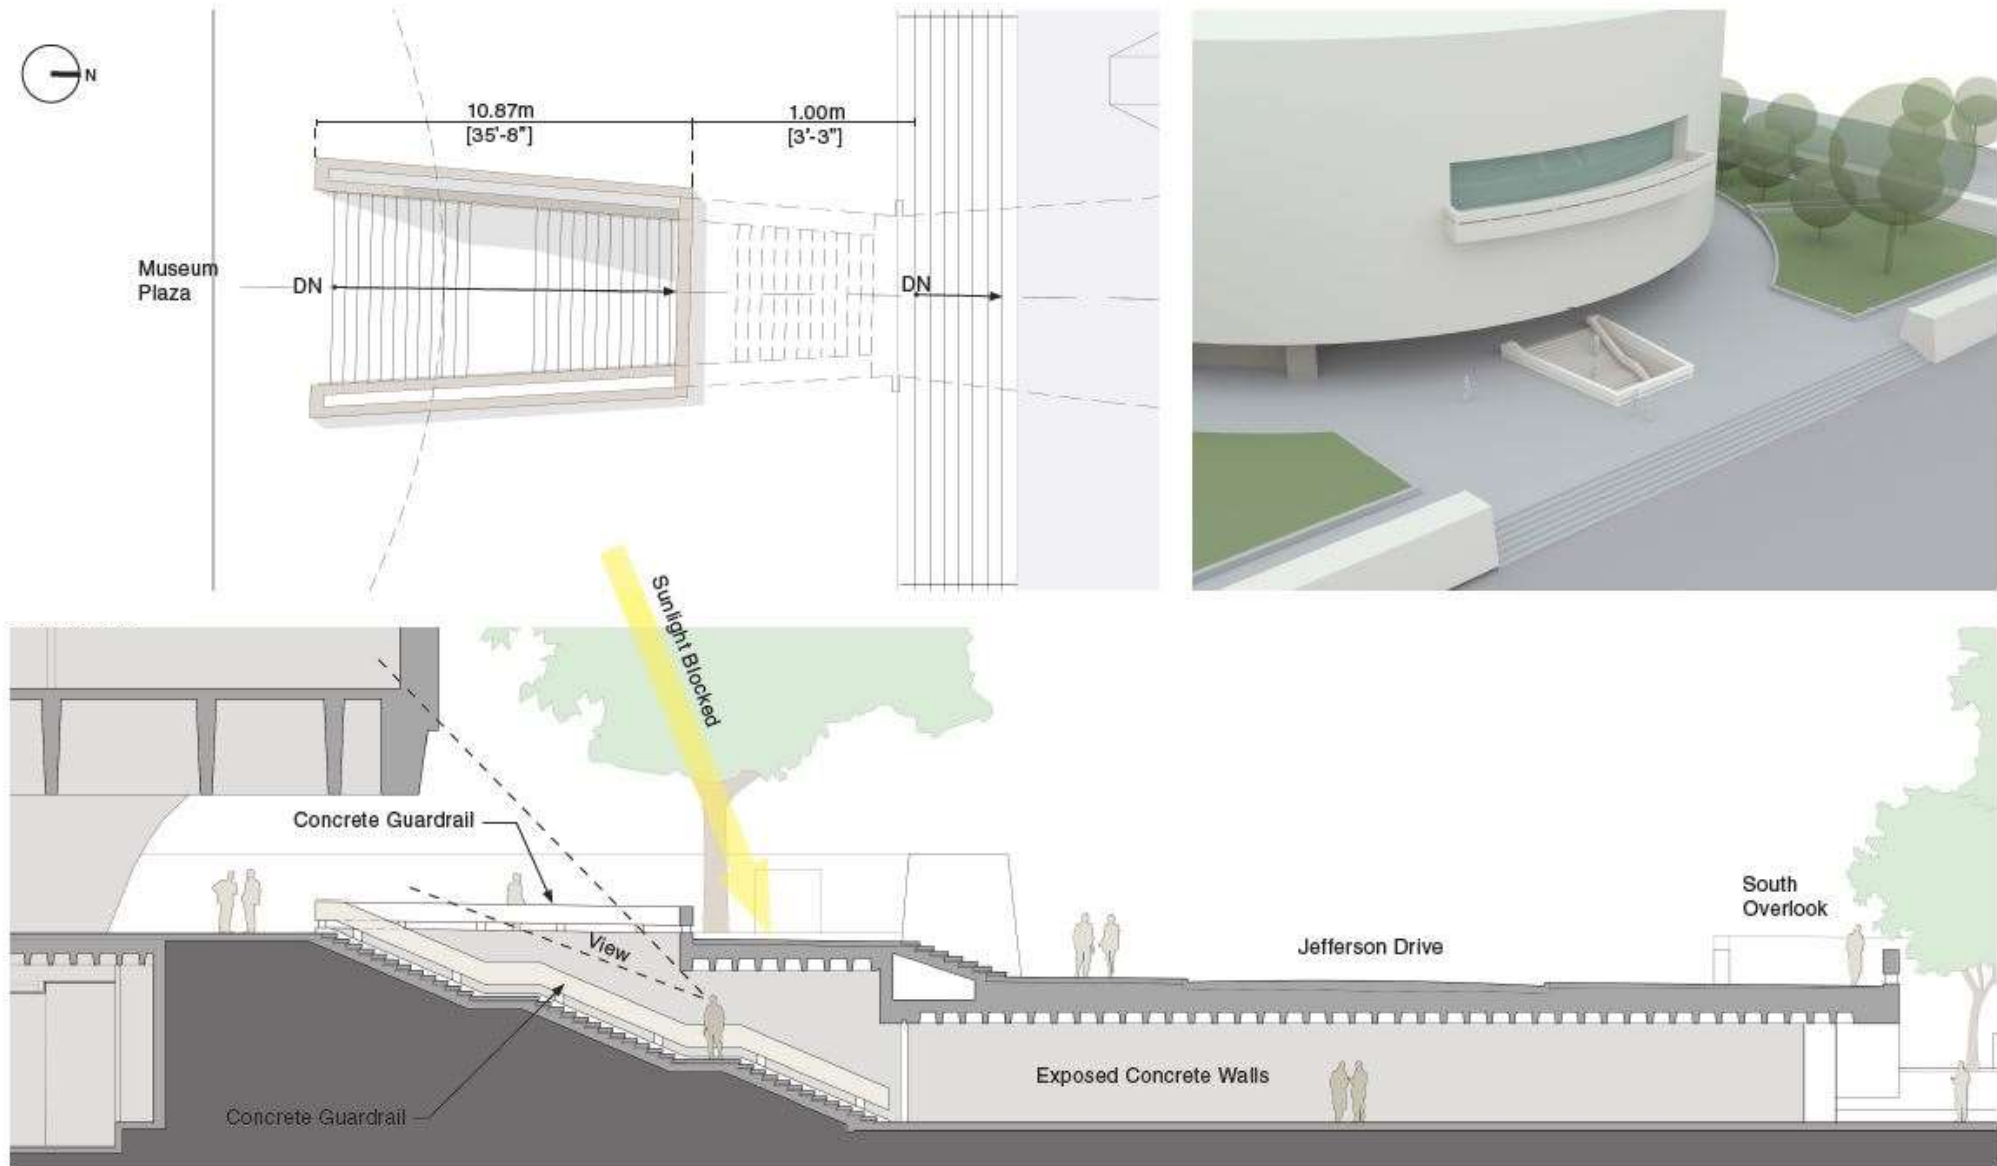 N
10.87m
[35'-8"]
1.00m
[3'-3"]
Museum
Plaza
DN
DN
Sunlight Blocked
Concrete Guardrail
View
South
Overlook
Jefferson Drive
Exposed Concrete Walls
Concrete Guardrail